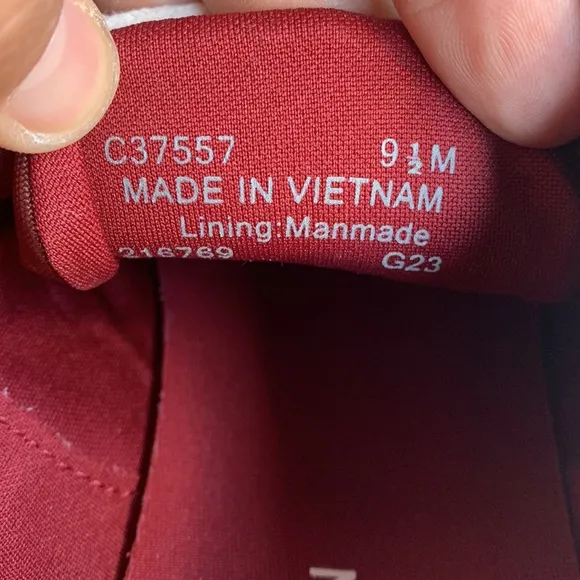 C37557 9½M
MADE IN VIETNAM
Lining:Manmade
216769 G23